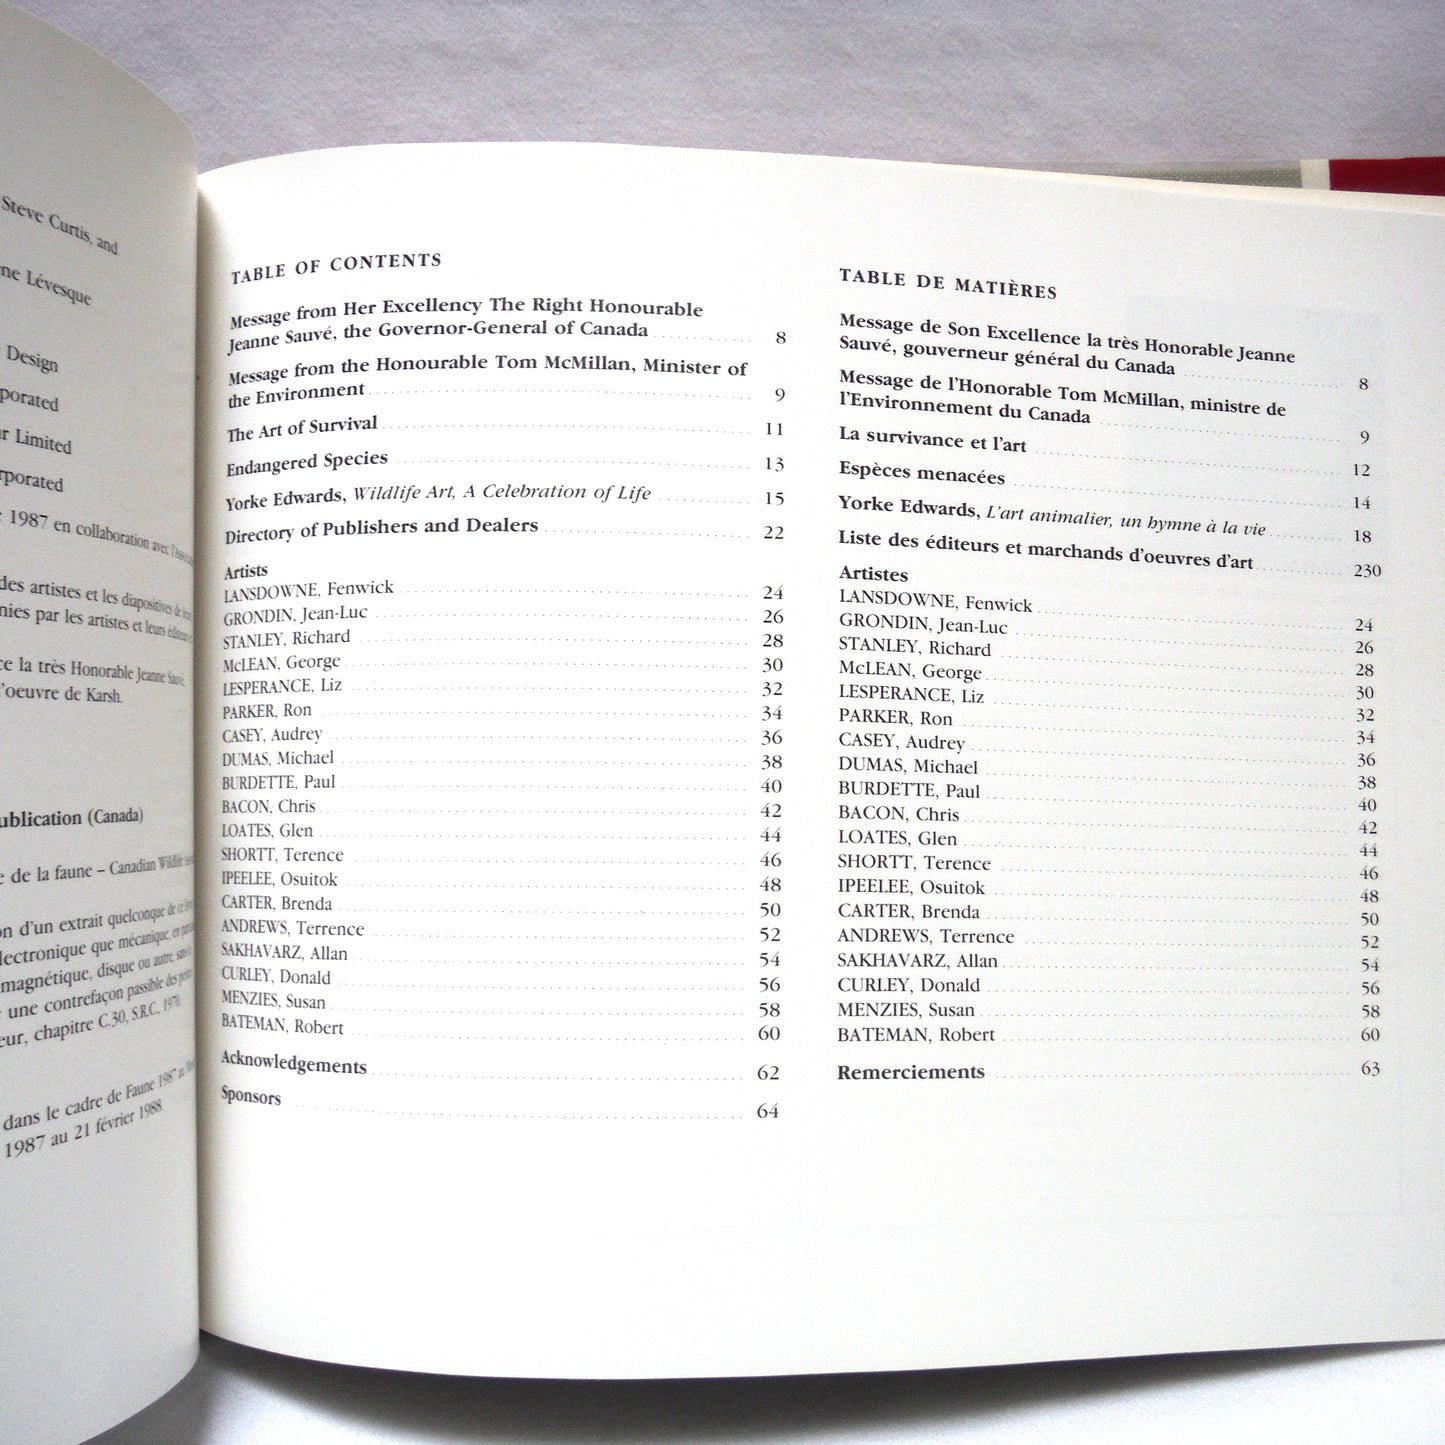 Steve Curtis, and
ne Lévesque
Design
porated
r Limited
rporated
1987 en collaboration avec
des artistes et les diapositives de
nies par les artistes et leurs éditeurs
ce la très Honorable Jeanne Sauvé,
l'oeuvre de Karsh.
ublication (Canada)
e de la faune – Canadian Wildlife
on d'un extrait quelconque de ce
lectronique que mécanique, en
magnétique, disque ou autre, sans
une contrefaçon passible des
eur, chapitre C.30, S.R.C., 1970.
dans le cadre de Faune 1987 au
1987 au 21 février 1988.
TABLE OF CONTENTS
Message from Her Excellency The Right Honourable
Jeanne Sauvé, the Governor-General of Canada 8
Message from the Honourable Tom McMillan, Minister of
the Environment 9
The Art of Survival 11
Endangered Species 13
Yorke Edwards, Wildlife Art, A Celebration of Life 15
Directory of Publishers and Dealers 22
Artists
LANSDOWNE, Fenwick 24
GRONDIN, Jean-Luc 26
STANLEY, Richard 28
McLEAN, George 30
LESPERANCE, Liz 32
PARKER, Ron 34
CASEY, Audrey 36
DUMAS, Michael 38
BURDETTE, Paul 40
BACON, Chris 42
LOATES, Glen 44
SHORTT, Terence 46
IPEELEE, Osuitok 48
CARTER, Brenda 50
ANDREWS, Terrence 52
SAKHAVARZ, Allan 54
CURLEY, Donald 56
MENZIES, Susan 58
BATEMAN, Robert 60
Acknowledgements 62
Sponsors 64
TABLE DE MATIÈRES
Message de Son Excellence la très Honorable Jeanne
Sauvé, gouverneur général du Canada 8
Message de l'Honorable Tom McMillan, ministre de
l'Environnement du Canada 9
La survivance et l'art 12
Espèces menacées 14
Yorke Edwards, L'art animalier, un hymne à la vie 18
Liste des éditeurs et marchands d'oeuvres d'art 230
Artistes
LANSDOWNE, Fenwick 24
GRONDIN, Jean-Luc 26
STANLEY, Richard 28
McLEAN, George 30
LESPERANCE, Liz 32
PARKER, Ron 34
CASEY, Audrey 36
DUMAS, Michael 38
BURDETTE, Paul 40
BACON, Chris 42
LOATES, Glen 44
SHORTT, Terence 46
IPEELEE, Osuitok 48
CARTER, Brenda 50
ANDREWS, Terrence 52
SAKHAVARZ, Allan 54
CURLEY, Donald 56
MENZIES, Susan 58
BATEMAN, Robert 60
Remerciements 63